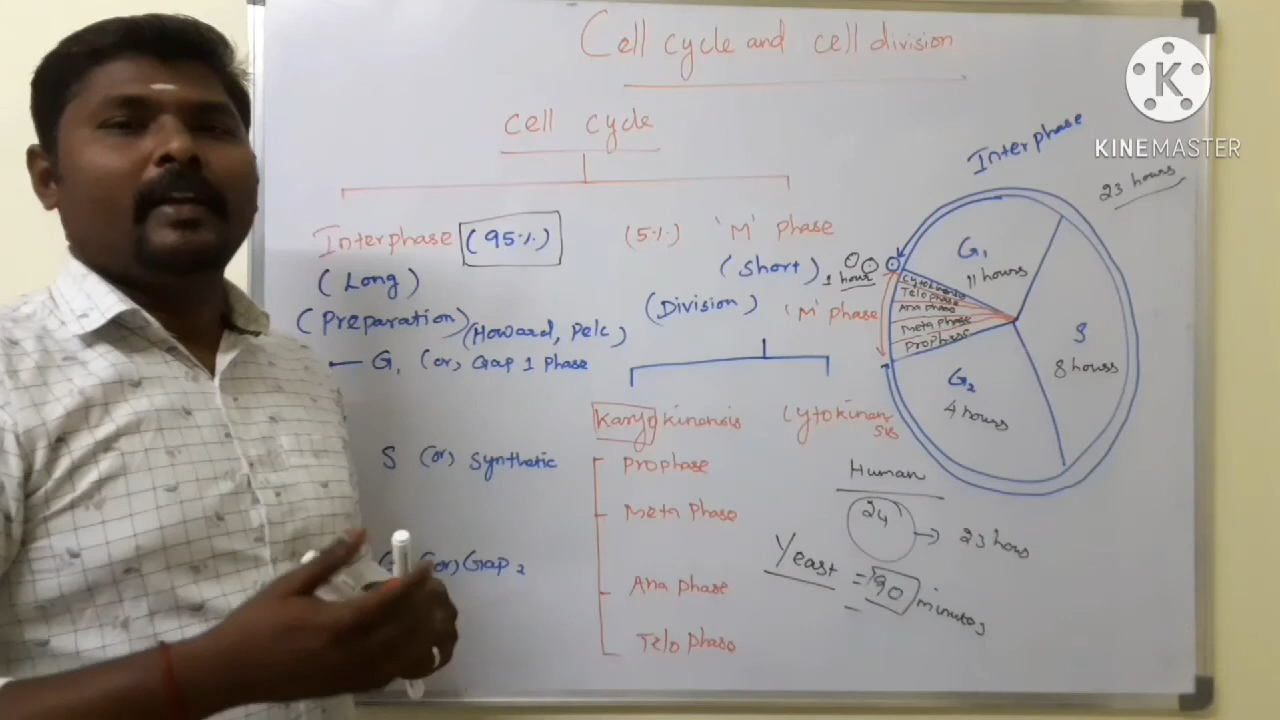 Cell cycle and cell division
K
KINEMASTER
cell cycle
Interphase (95%)
(Long)
(Preparation) (Howard, Pelc)
G1 (or) Gap 1 Phase
S (or) Synthetic
(or) Gap 2
(5%) 'M' phase
(Short)
(Division)
Karyokinensis
Prophase
Meta phase
Ana phase
Telo phase
Cytokinen
sis
Interphase
23 hours
1 hour
'M' phase
G1
11 hours
S
8 hours
G2
4 hours
Cytokinesis
Telophase
Ana phase
Meta phase
Prophase
Human
24 → 23 hours
Yeast = 90 minutes